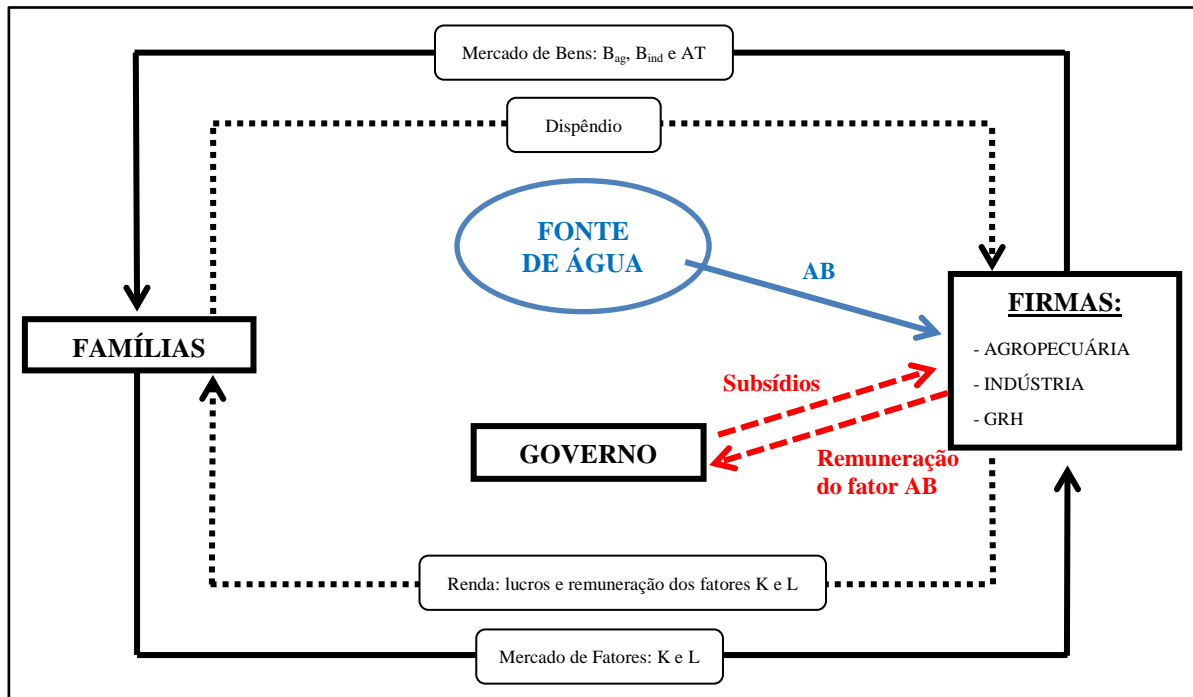 Mercado de Bens: Bag, Bind e AT
Dispêndio
FONTE
DE ÁGUA
AB
FIRMAS:
- AGROPECUÁRIA
- INDÚSTRIA
- GRH
FAMÍLIAS
Subsídios
GOVERNO
Remuneração
do fator AB
Renda: lucros e remuneração dos fatores K e L
Mercado de Fatores: K e L